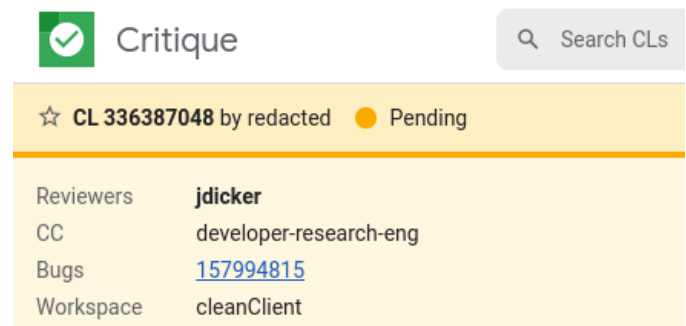 Critique
Search CLs
CL 336387048 by redacted Pending
Reviewers jdicker
CC developer-research-eng
Bugs 157994815
Workspace cleanClient